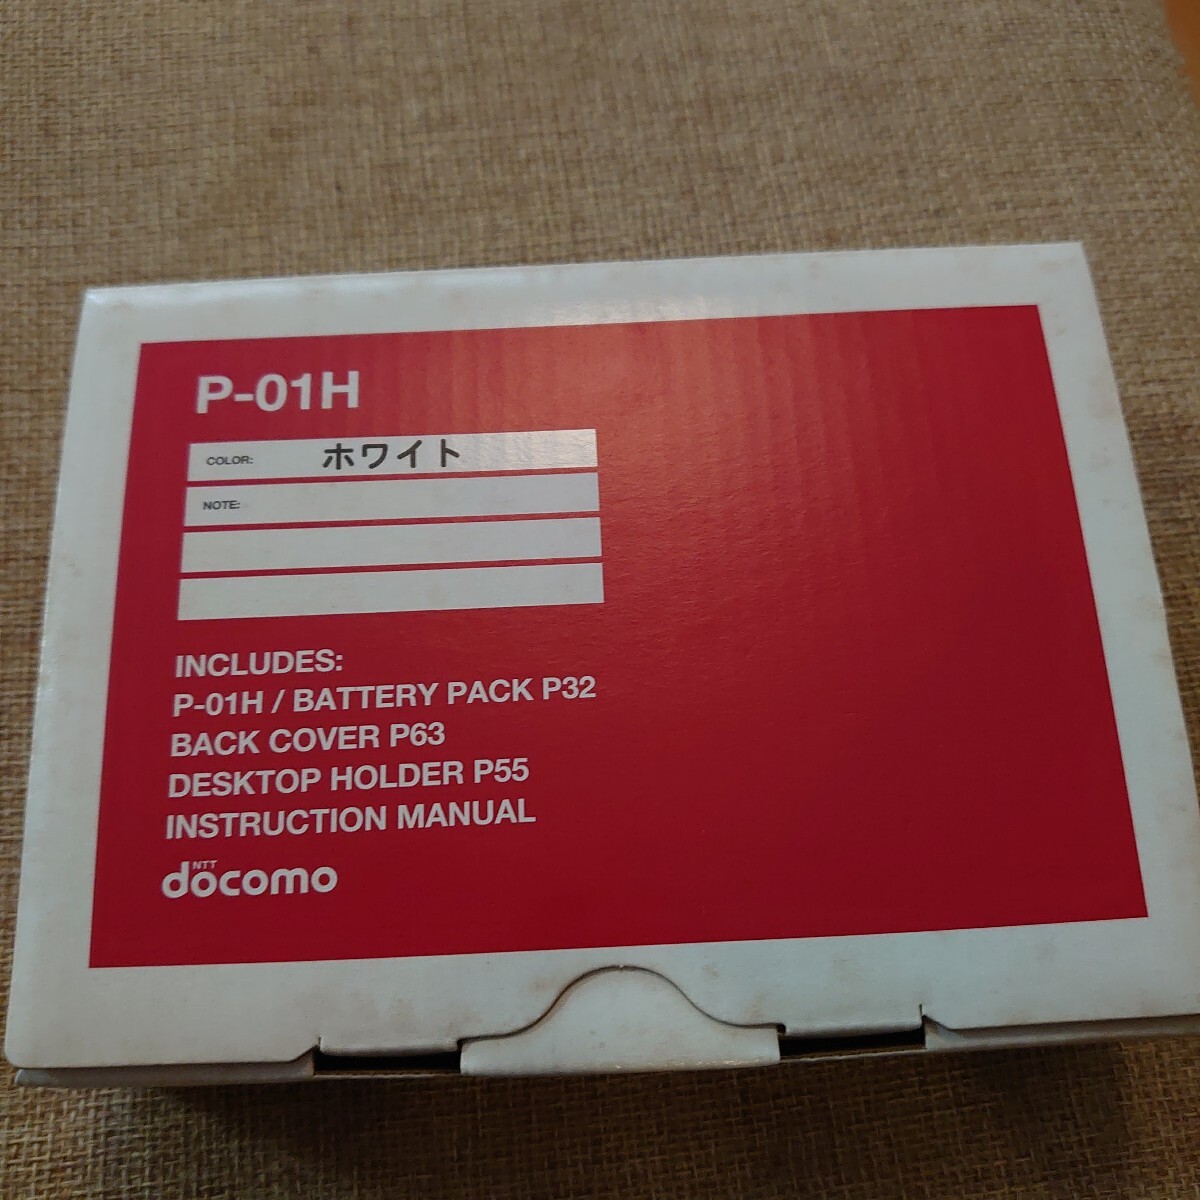 P-01H
COLOR: ホワイト
NOTE:
INCLUDES:
P-01H / BATTERY PACK P32
BACK COVER P63
DESKTOP HOLDER P55
INSTRUCTION MANUAL
NTT
docomo